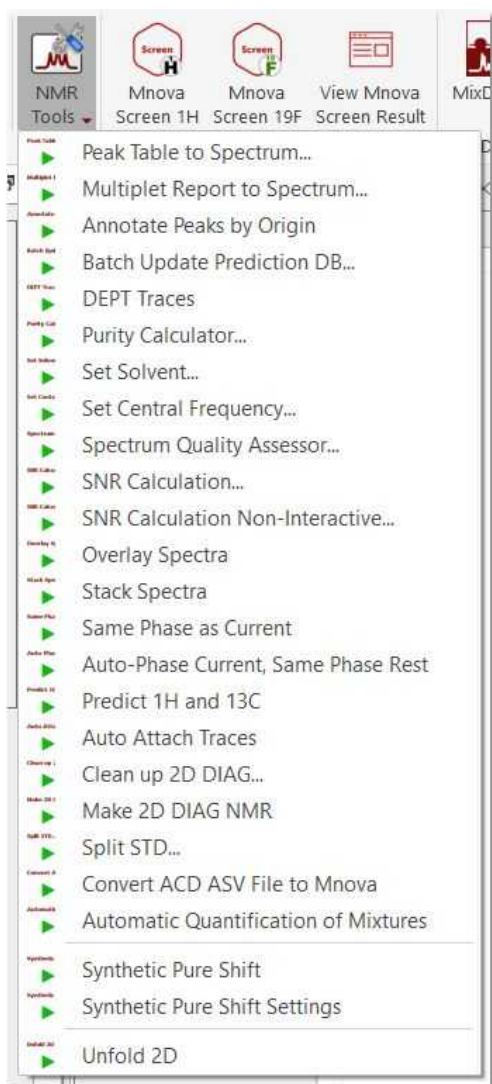 Screen
H
Screen
19
F
NMR Tools
Mnova Screen 1H
Mnova Screen 19F
View Mnova Screen Result
Peak Table to Spectrum...
Multiplet Report to Spectrum...
Annotate Peaks by Origin
Batch Update Prediction DB...
DEPT Traces
Purity Calculator...
Set Solvent...
Set Central Frequency...
Spectrum Quality Assessor...
SNR Calculation...
SNR Calculation Non-Interactive...
Overlay Spectra
Stack Spectra
Same Phase as Current
Auto-Phase Current, Same Phase Rest
Predict 1H and 13C
Auto Attach Traces
Clean up 2D DIAG...
Make 2D DIAG NMR
Split STD...
Convert ACD ASV File to Mnova
Automatic Quantification of Mixtures
Synthetic Pure Shift
Synthetic Pure Shift Settings
Unfold 2D